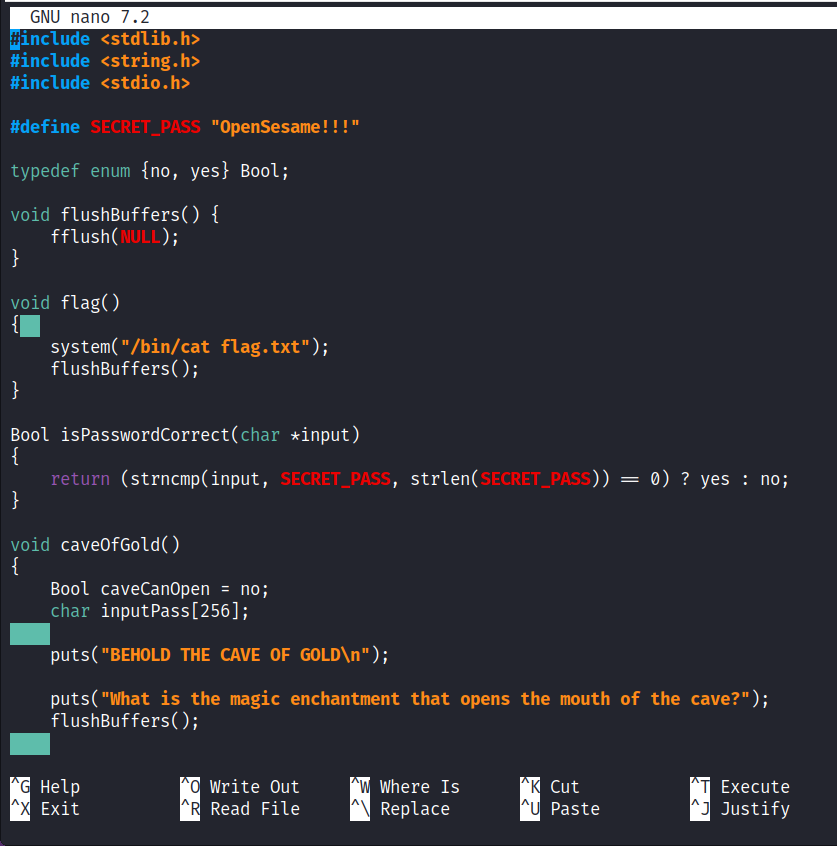 GNU nano 7.2
#include <stdlib.h>
#include <string.h>
#include <stdio.h>
#define SECRET_PASS "OpenSesame!!!"
typedef enum {no, yes} Bool;
void flushBuffers() {
    fflush(NULL);
}
void flag()
{
    system("/bin/cat flag.txt");
    flushBuffers();
}
Bool isPasswordCorrect(char *input)
{
    return (strncmp(input, SECRET_PASS, strlen(SECRET_PASS)) == 0) ? yes : no;
}
void caveOfGold()
{
    Bool caveCanOpen = no;
    char inputPass[256];
    puts("BEHOLD THE CAVE OF GOLD\n");
    puts("What is the magic enchantment that opens the mouth of the cave?");
    flushBuffers();
^G Help ^O Write Out ^W Where Is ^K Cut ^T Execute
^X Exit ^R Read File ^\ Replace ^U Paste ^J Justify